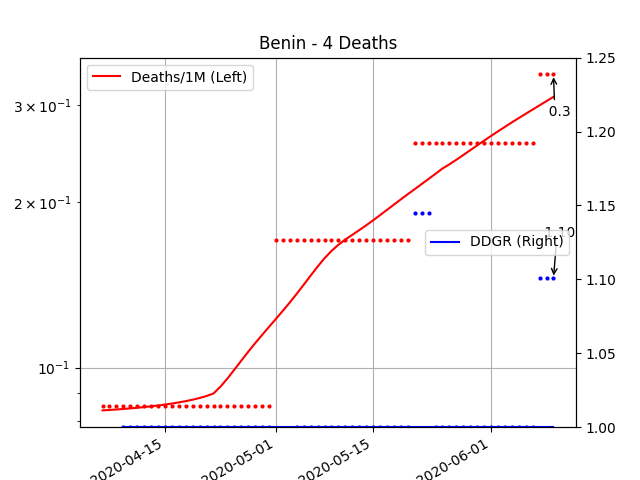 Benin - 4 Deaths
Deaths/1M (Left)
DDGR (Right)
3 × 10⁻¹
2 × 10⁻¹
10⁻¹
1.25
1.20
1.15
1.10
1.05
1.00
0.3
1.10
2020-04-15
2020-05-01
2020-05-15
2020-06-01